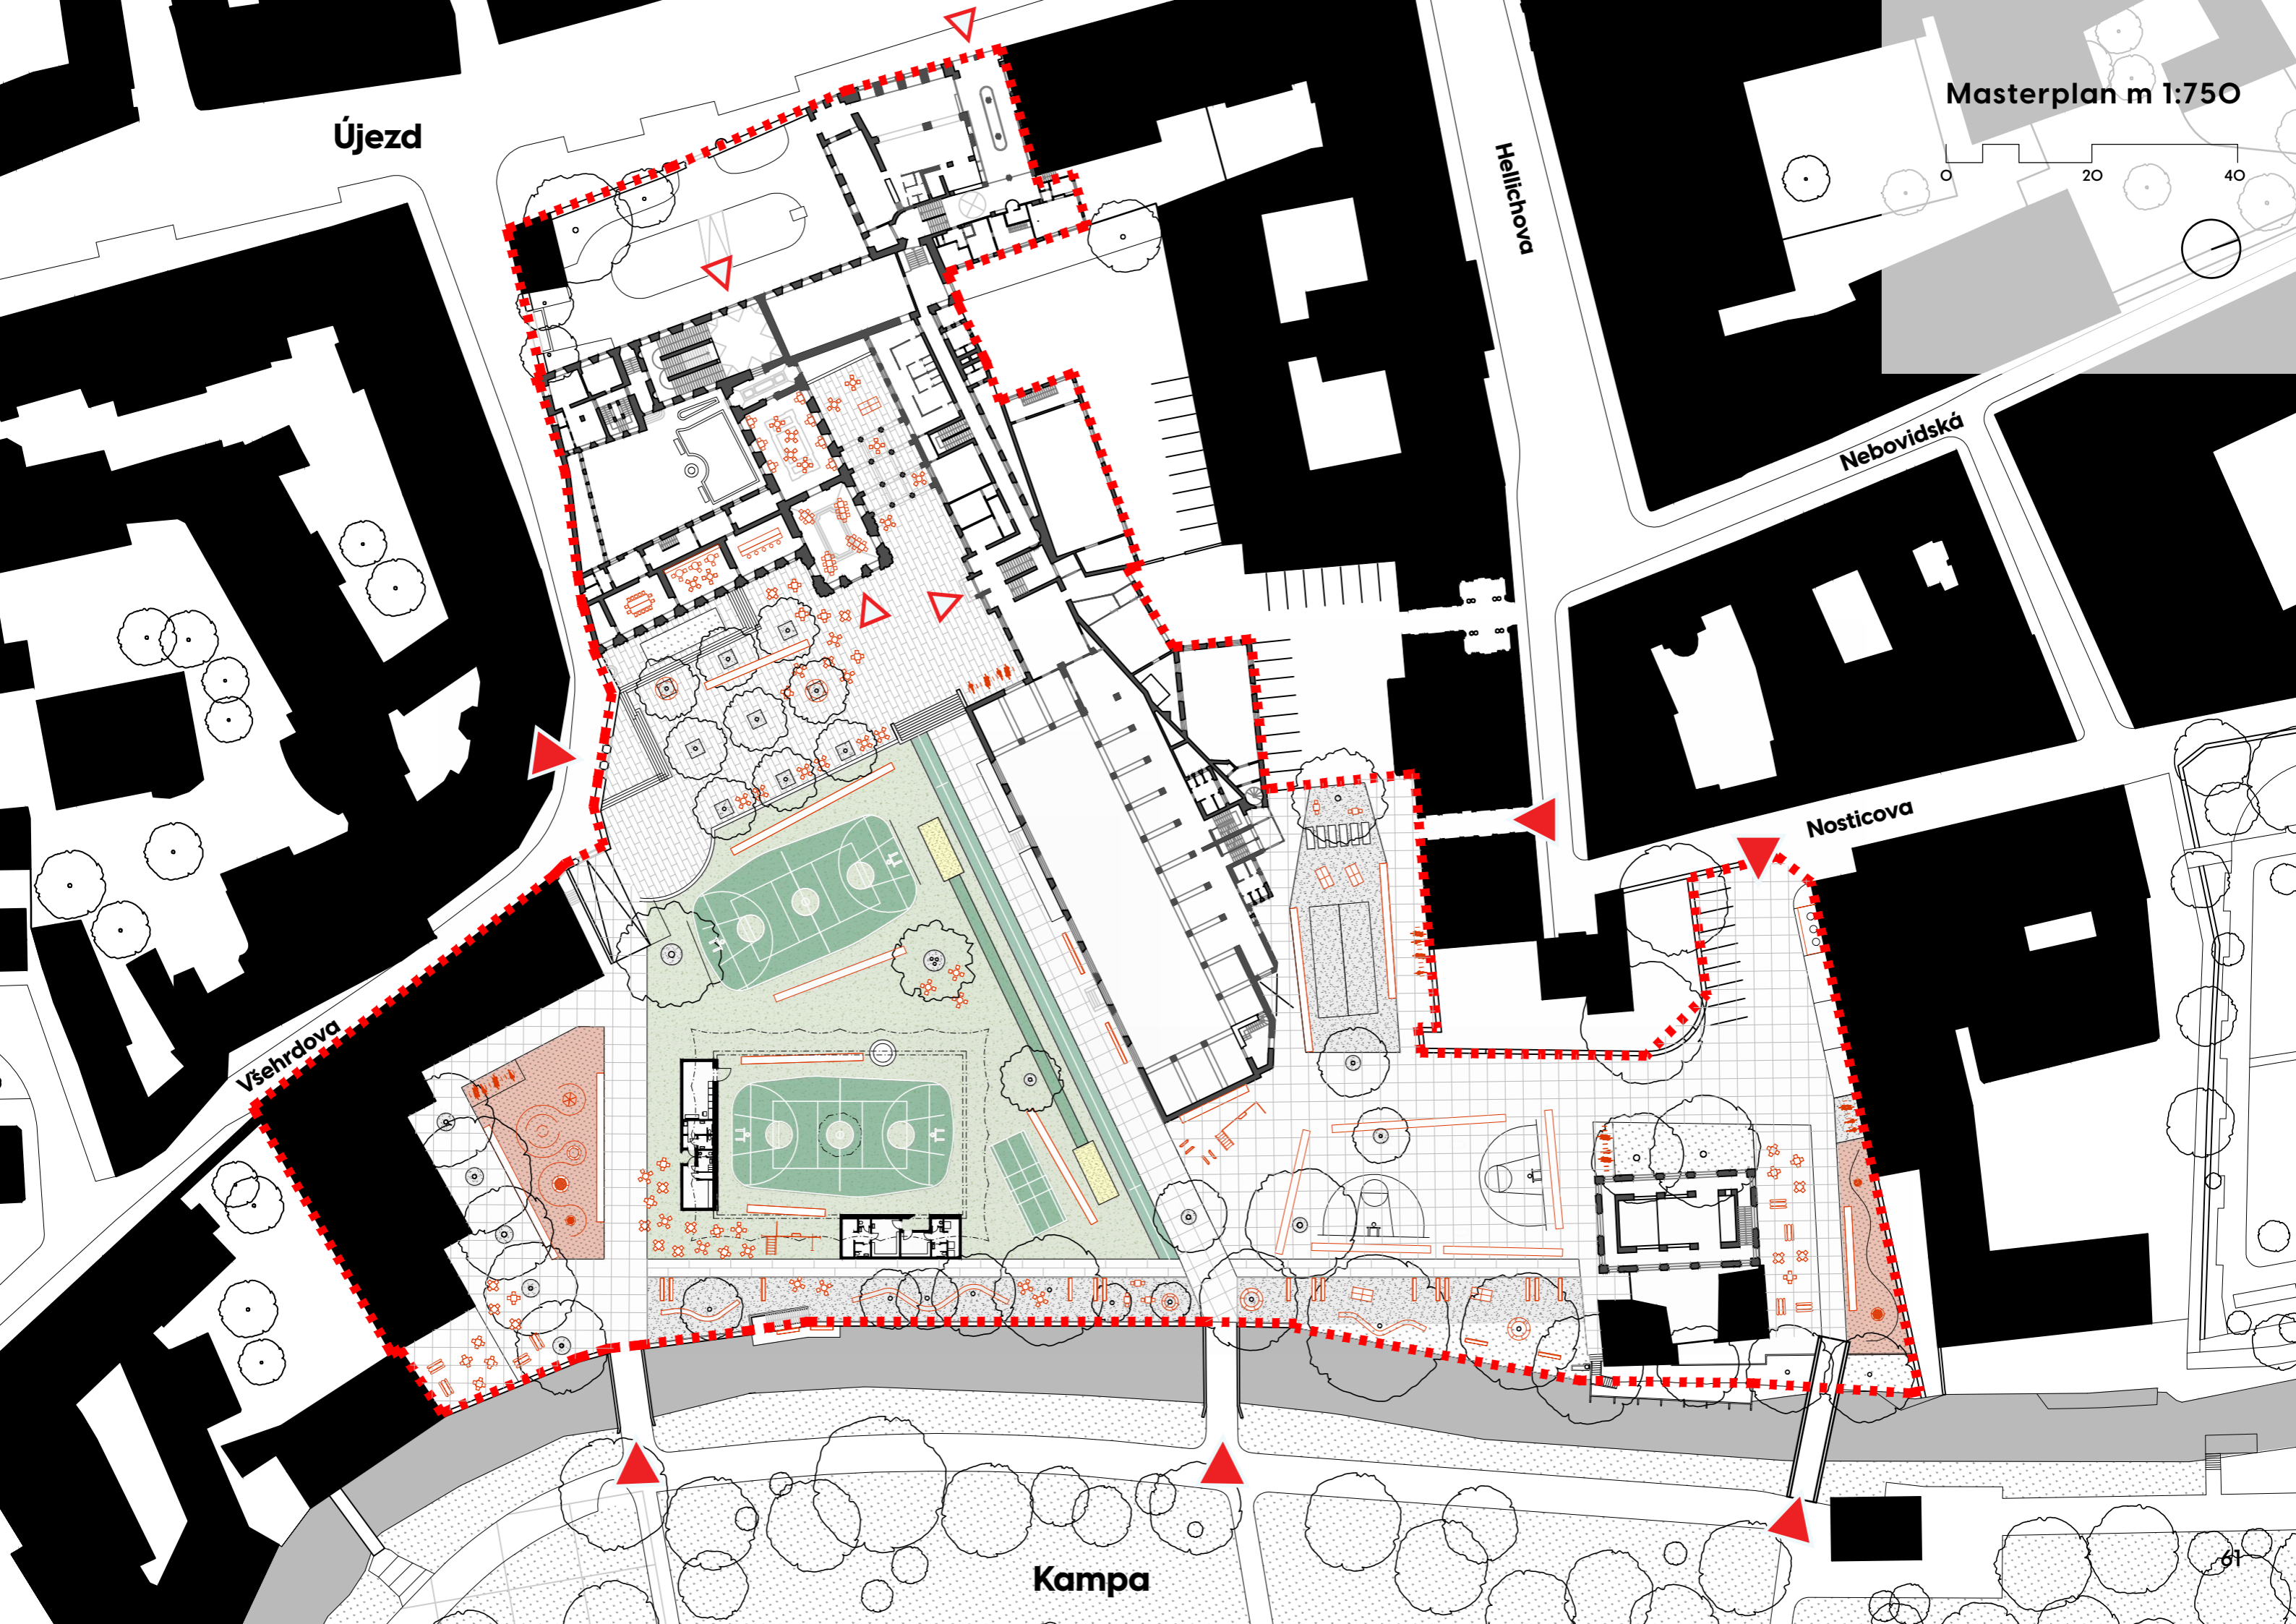 Masterplan m 1:750
0 20 40
Újezd
Hellichova
Nebovidská
Nosticova
Všehrdova
Kampa
61